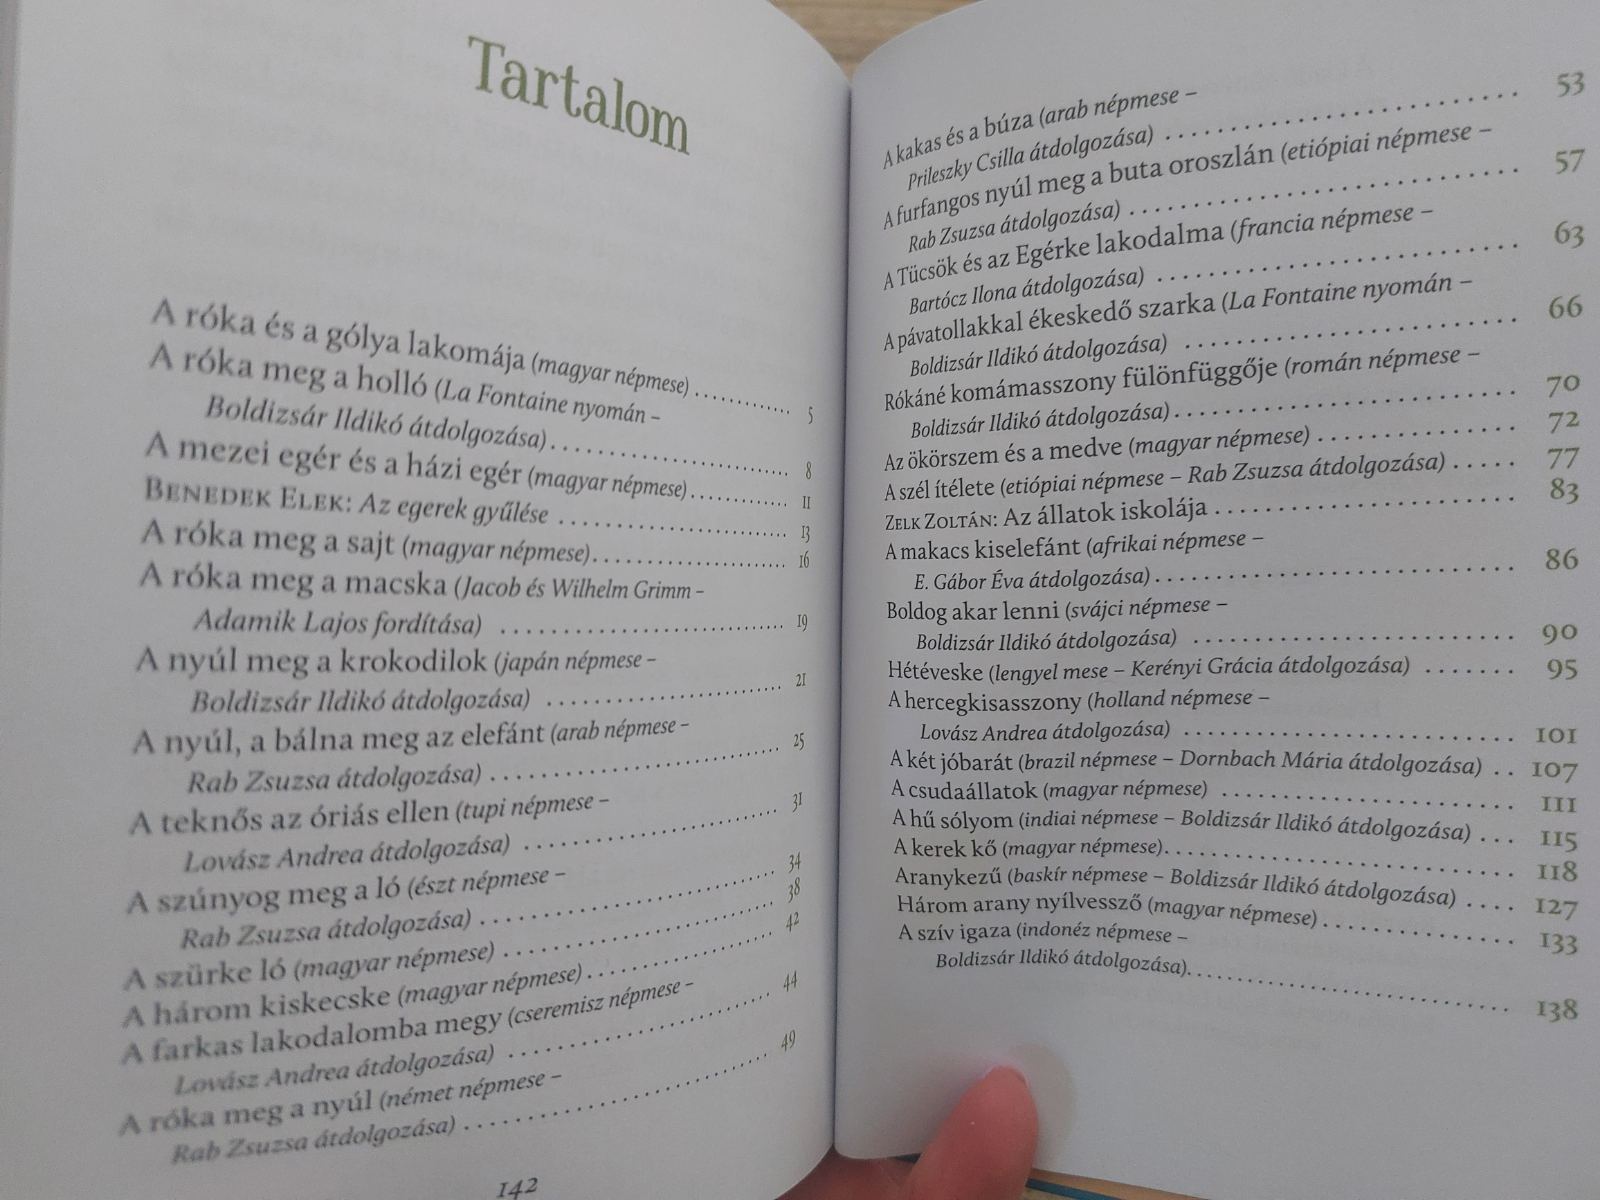 Tartalom
A róka és a gólya lakomája (magyar népmese) . . . . . . . . . . . . 5
A róka meg a holló (La Fontaine nyomán –
Boldizsár Ildikó átdolgozása) . . . . . . . . . . . . 8
A mezei egér és a házi egér (magyar népmese) . . . . . . . . . . . . 11
BENEDEK ELEK: Az egerek gyűlése . . . . . . . . . . . . 13
A róka meg a sajt (magyar népmese) . . . . . . . . . . . . 16
A róka meg a macska (Jacob és Wilhelm Grimm –
Adamik Lajos fordítása) . . . . . . . . . . . . 19
A nyúl meg a krokodilok (japán népmese –
Boldizsár Ildikó átdolgozása) . . . . . . . . . . . . 21
A nyúl, a bálna meg az elefánt (arab népmese –
Rab Zsuzsa átdolgozása) . . . . . . . . . . . . 25
A teknős az óriás ellen (tupi népmese –
Lovász Andrea átdolgozása) . . . . . . . . . . . . 31
A szúnyog meg a ló (észt népmese –
Rab Zsuzsa átdolgozása) . . . . . . . . . . . . 34
A szürke ló (magyar népmese) . . . . . . . . . . . . 38
A három kiskecske (magyar népmese) . . . . . . . . . . . . 42
A farkas lakodalomba megy (cseremisz népmese –
Lovász Andrea átdolgozása) . . . . . . . . . . . . 44
A róka meg a nyúl (német népmese –
Rab Zsuzsa átdolgozása) . . . . . . . . . . . . 49
142
A kakas és a búza (arab népmese –
Prileszky Csilla átdolgozása) . . . . . . . . . . . . 53
A furfangos nyúl meg a buta oroszlán (etiópiai népmese –
Rab Zsuzsa átdolgozása) . . . . . . . . . . . . 57
A Tücsök és az Egérke lakodalma (francia népmese –
Bartócz Ilona átdolgozása) . . . . . . . . . . . . 63
A pávatollakkal ékeskedő szarka (La Fontaine nyomán –
Boldizsár Ildikó átdolgozása) . . . . . . . . . . . . 66
Rókáné komámasszony fülönfüggője (román népmese –
Boldizsár Ildikó átdolgozása) . . . . . . . . . . . . 70
Az ökörszem és a medve (magyar népmese) . . . . . . . . . . . . 72
A szél ítélete (etiópiai népmese – Rab Zsuzsa átdolgozása) . . . . . 77
ZELK ZOLTÁN: Az állatok iskolája . . . . . . . . . . . . 83
A makacs kiselefánt (afrikai népmese –
E. Gábor Éva átdolgozása) . . . . . . . . . . . . 86
Boldog akar lenni (svájci népmese –
Boldizsár Ildikó átdolgozása) . . . . . . . . . . . . 90
Hétéveske (lengyel mese – Kerényi Grácia átdolgozása) . . . . . . . 95
A hercegkisasszony (holland népmese –
Lovász Andrea átdolgozása) . . . . . . . . . . . . 101
A két jóbarát (brazil népmese – Dornbach Mária átdolgozása) . . 107
A csudaállatok (magyar népmese) . . . . . . . . . . . . 111
A hű sólyom (indiai népmese – Boldizsár Ildikó átdolgozása) . . . 115
A kerek kő (magyar népmese) . . . . . . . . . . . . 118
Aranykezű (baskír népmese – Boldizsár Ildikó átdolgozása) . . . . 127
Három arany nyílvessző (magyar népmese) . . . . . . . . . . . . 133
A szív igaza (indonéz népmese –
Boldizsár Ildikó átdolgozása) . . . . . . . . . . . . 138